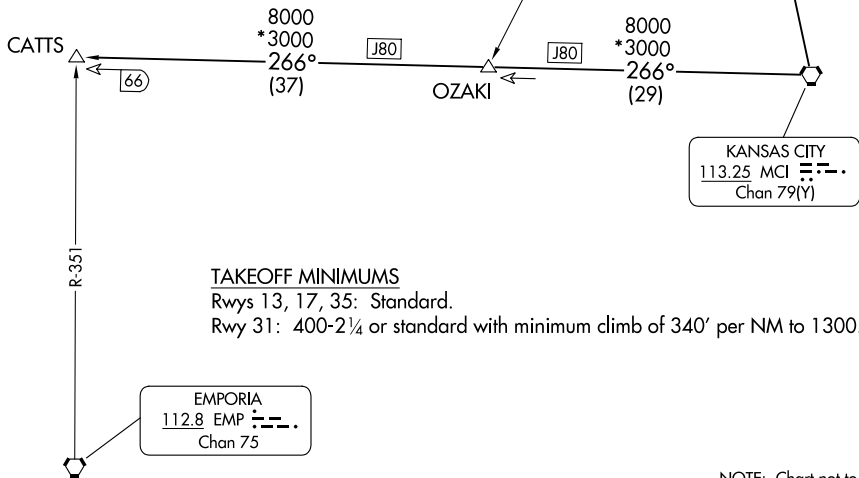 8000
*3000
J80
266°
(37)
CATTS
66
OZAKI
8000
*3000
J80
266°
(29)
KANSAS CITY
113.25 MCI
Chan 79(Y)
R-351
TAKEOFF MINIMUMS
Rwys 13, 17, 35: Standard.
Rwy 31: 400-2¼ or standard with minimum climb of 340' per NM to 1300.
EMPORIA
112.8 EMP
Chan 75
NOTE: Chart not to